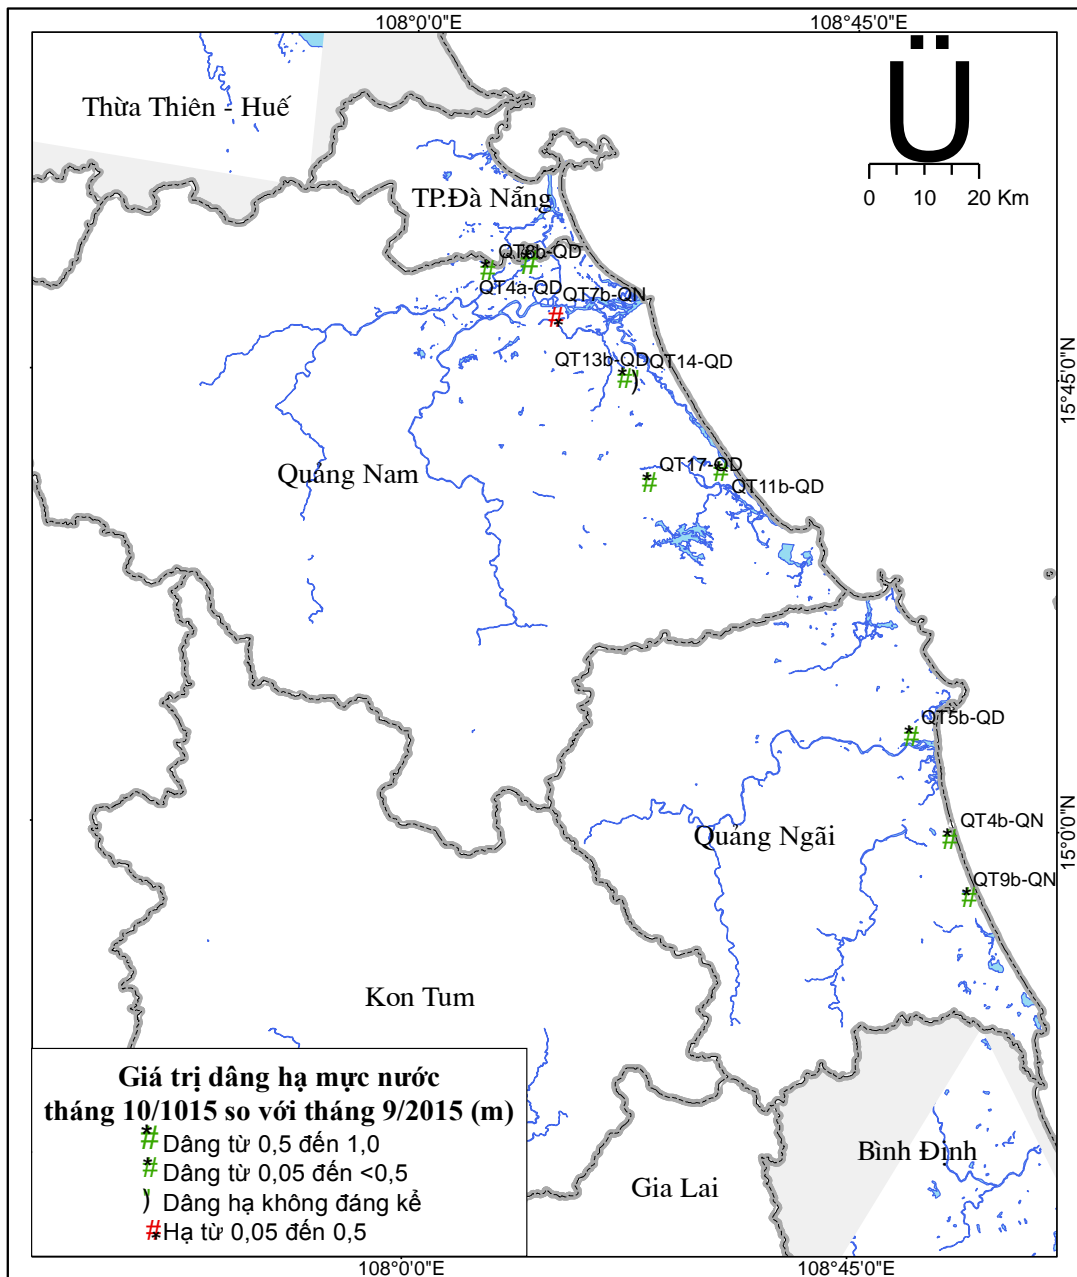 108°0'0"E
108°45'0"E
Ü
0 10 20 Km
Thừa Thiên - Huế
TP.Đà Nẵng
QT8b-QD
QT4a-QD
QT7b-QN
QT13b-QD
QT14-QD
15°45'0"N
Quảng Nam
QT17-QD
QT11b-QD
QT5b-QD
QT4b-QN
Quảng Ngãi
15°0'0"N
QT9b-QN
Kon Tum
Giá trị dâng hạ mực nước
tháng 10/1015 so với tháng 9/2015 (m)
Dâng từ 0,5 đến 1,0
Dâng từ 0,05 đến <0,5
Dâng hạ không đáng kể
Hạ từ 0,05 đến 0,5
Bình Định
Gia Lai
108°0'0"E
108°45'0"E